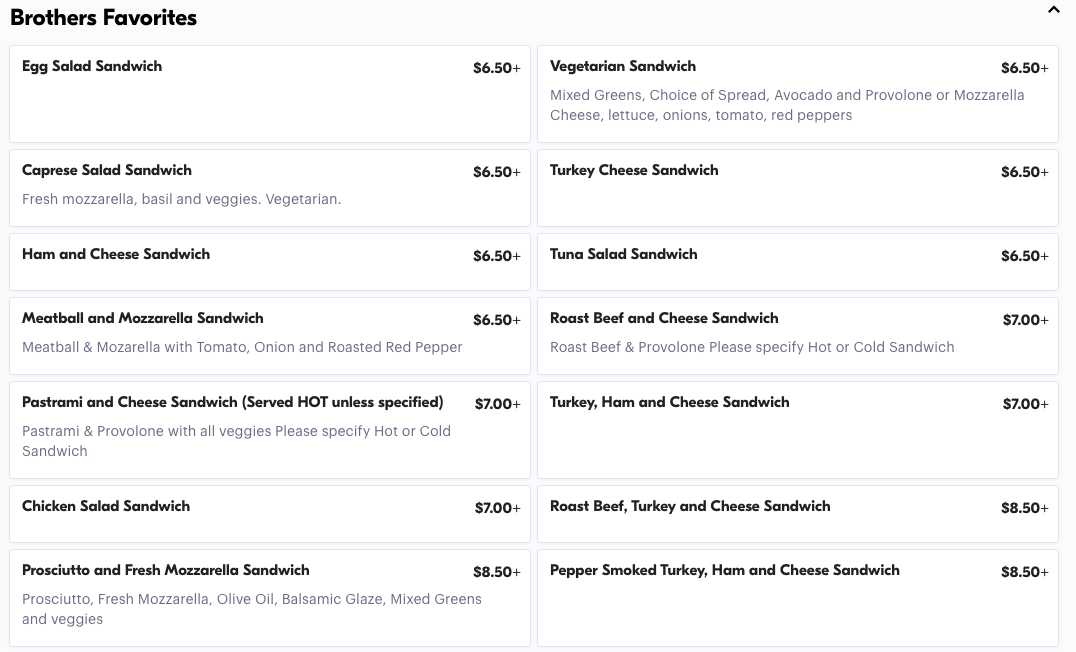 Brothers Favorites
Egg Salad Sandwich $6.50+
Vegetarian Sandwich $6.50+
Mixed Greens, Choice of Spread, Avocado and Provolone or Mozzarella
Cheese, lettuce, onions, tomato, red peppers
Caprese Salad Sandwich $6.50+
Fresh mozzarella, basil and veggies. Vegetarian.
Turkey Cheese Sandwich $6.50+
Ham and Cheese Sandwich $6.50+
Tuna Salad Sandwich $6.50+
Meatball and Mozzarella Sandwich $6.50+
Meatball & Mozarella with Tomato, Onion and Roasted Red Pepper
Roast Beef and Cheese Sandwich $7.00+
Roast Beef & Provolone Please specify Hot or Cold Sandwich
Pastrami and Cheese Sandwich (Served HOT unless specified) $7.00+
Pastrami & Provolone with all veggies Please specify Hot or Cold
Sandwich
Turkey, Ham and Cheese Sandwich $7.00+
Chicken Salad Sandwich $7.00+
Roast Beef, Turkey and Cheese Sandwich $8.50+
Prosciutto and Fresh Mozzarella Sandwich $8.50+
Prosciutto, Fresh Mozzarella, Olive Oil, Balsamic Glaze, Mixed Greens
and veggies
Pepper Smoked Turkey, Ham and Cheese Sandwich $8.50+